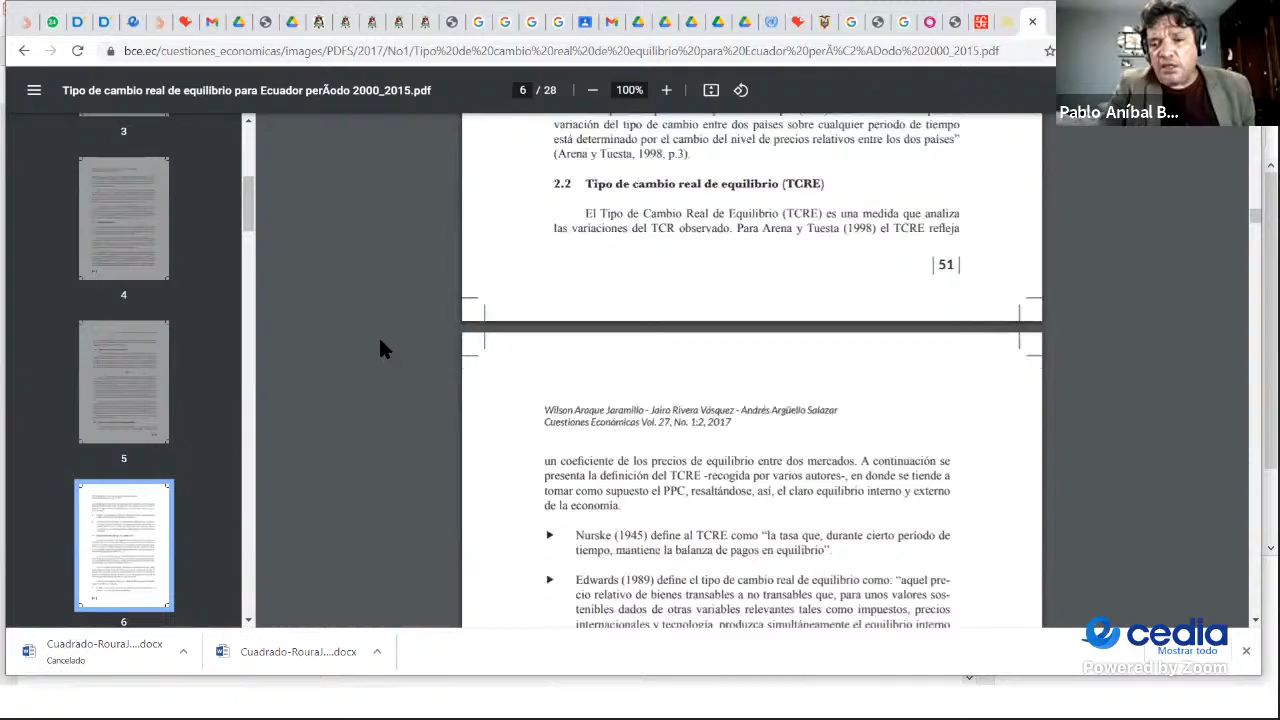 24
bce.ec/cuestiones_economicas/images/PDFS/2017/No1/TIpo%20de%20cambio%20real%20de%20equilibrio%20para%20Ecuador%20perÃ%C2%ADodo%202000_2015.pdf
Tipo de cambio real de equilibrio para Ecuador perÃodo 2000_2015.pdf
6 / 28
100%
Pablo Aníbal B...
3
4
5
6
variación del tipo de cambio entre dos países sobre cualquier periodo de tiempo
está determinado por el cambio del nivel de precios relativos entre los dos países”
(Arena y Tuesta, 1998, p.3).
2.2 Tipo de cambio real de equilibrio (TCRE)
El Tipo de Cambio Real de Equilibrio (TCRE) es una medida que analiza
las variaciones del TCR observado. Para Arena y Tuesta (1998) el TCRE refleja
51
Wilson Araque Jaramillo - Jairo Rivera Vásquez - Andrés Argüello Salazar
Cuestiones Económicas Vol. 27, No. 1:2, 2017
un coeficiente de los precios de equilibrio entre dos mercados. A continuación se
presenta la definición del TCRE -recogida por varios autores-, en donde se tiende a
tomar como supuesto el PPC, resaltándose, así, el claro equilibrio interno y externo
de la economía.
Nurske (1945) define al TCRE como “la tasa que, durante cierto período de
tiempo, mantiene la balanza de pagos en equilibrio”.
Edwards (1989) define el tipo de cambio real de equilibrio como: “aquel pre-
cio relativo de bienes transables a no transables que, para unos valores sos-
tenibles dados de otras variables relevantes tales como impuestos, precios
internacionales y tecnología, produzca simultáneamente el equilibrio interno
Cuadrado-RouraJ....docx
Cancelado
Cuadrado-RouraJ....docx
cedia
Mostrar todo
Powered by Zoom